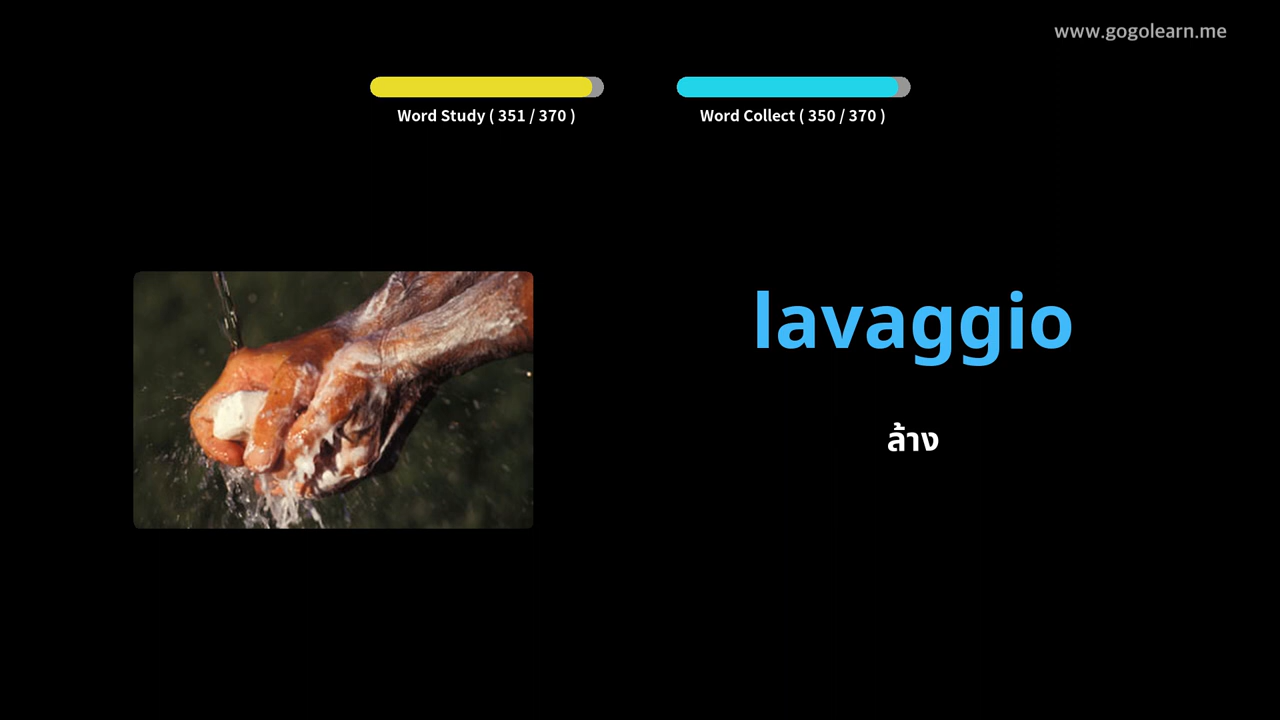 www.gogolearn.me
Word Study ( 351 / 370 )
Word Collect ( 350 / 370 )
lavaggio
ล้าง